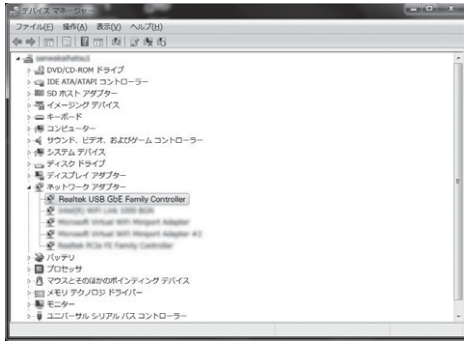 デバイス マネージャー
ファイル(F) 操作(A) 表示(V) ヘルプ(H)
DVD/CD-ROM ドライブ
IDE ATA/ATAPI コントローラー
SD ホスト アダプター
イメージング デバイス
キーボード
コンピューター
サウンド、ビデオ、およびゲーム コントローラー
システム デバイス
ディスク ドライブ
ディスプレイ アダプター
ネットワーク アダプター
Realtek USB GbE Family Controller
Intel(R) WiFi Link 1000 BGN
Microsoft Virtual WiFi Miniport Adapter
Microsoft Virtual WiFi Miniport Adapter #2
Realtek PCIe FE Family Controller
バッテリ
プロセッサ
マウスとそのほかのポインティング デバイス
メモリ テクノロジ ドライバー
モニター
ユニバーサル シリアル バス コントローラー